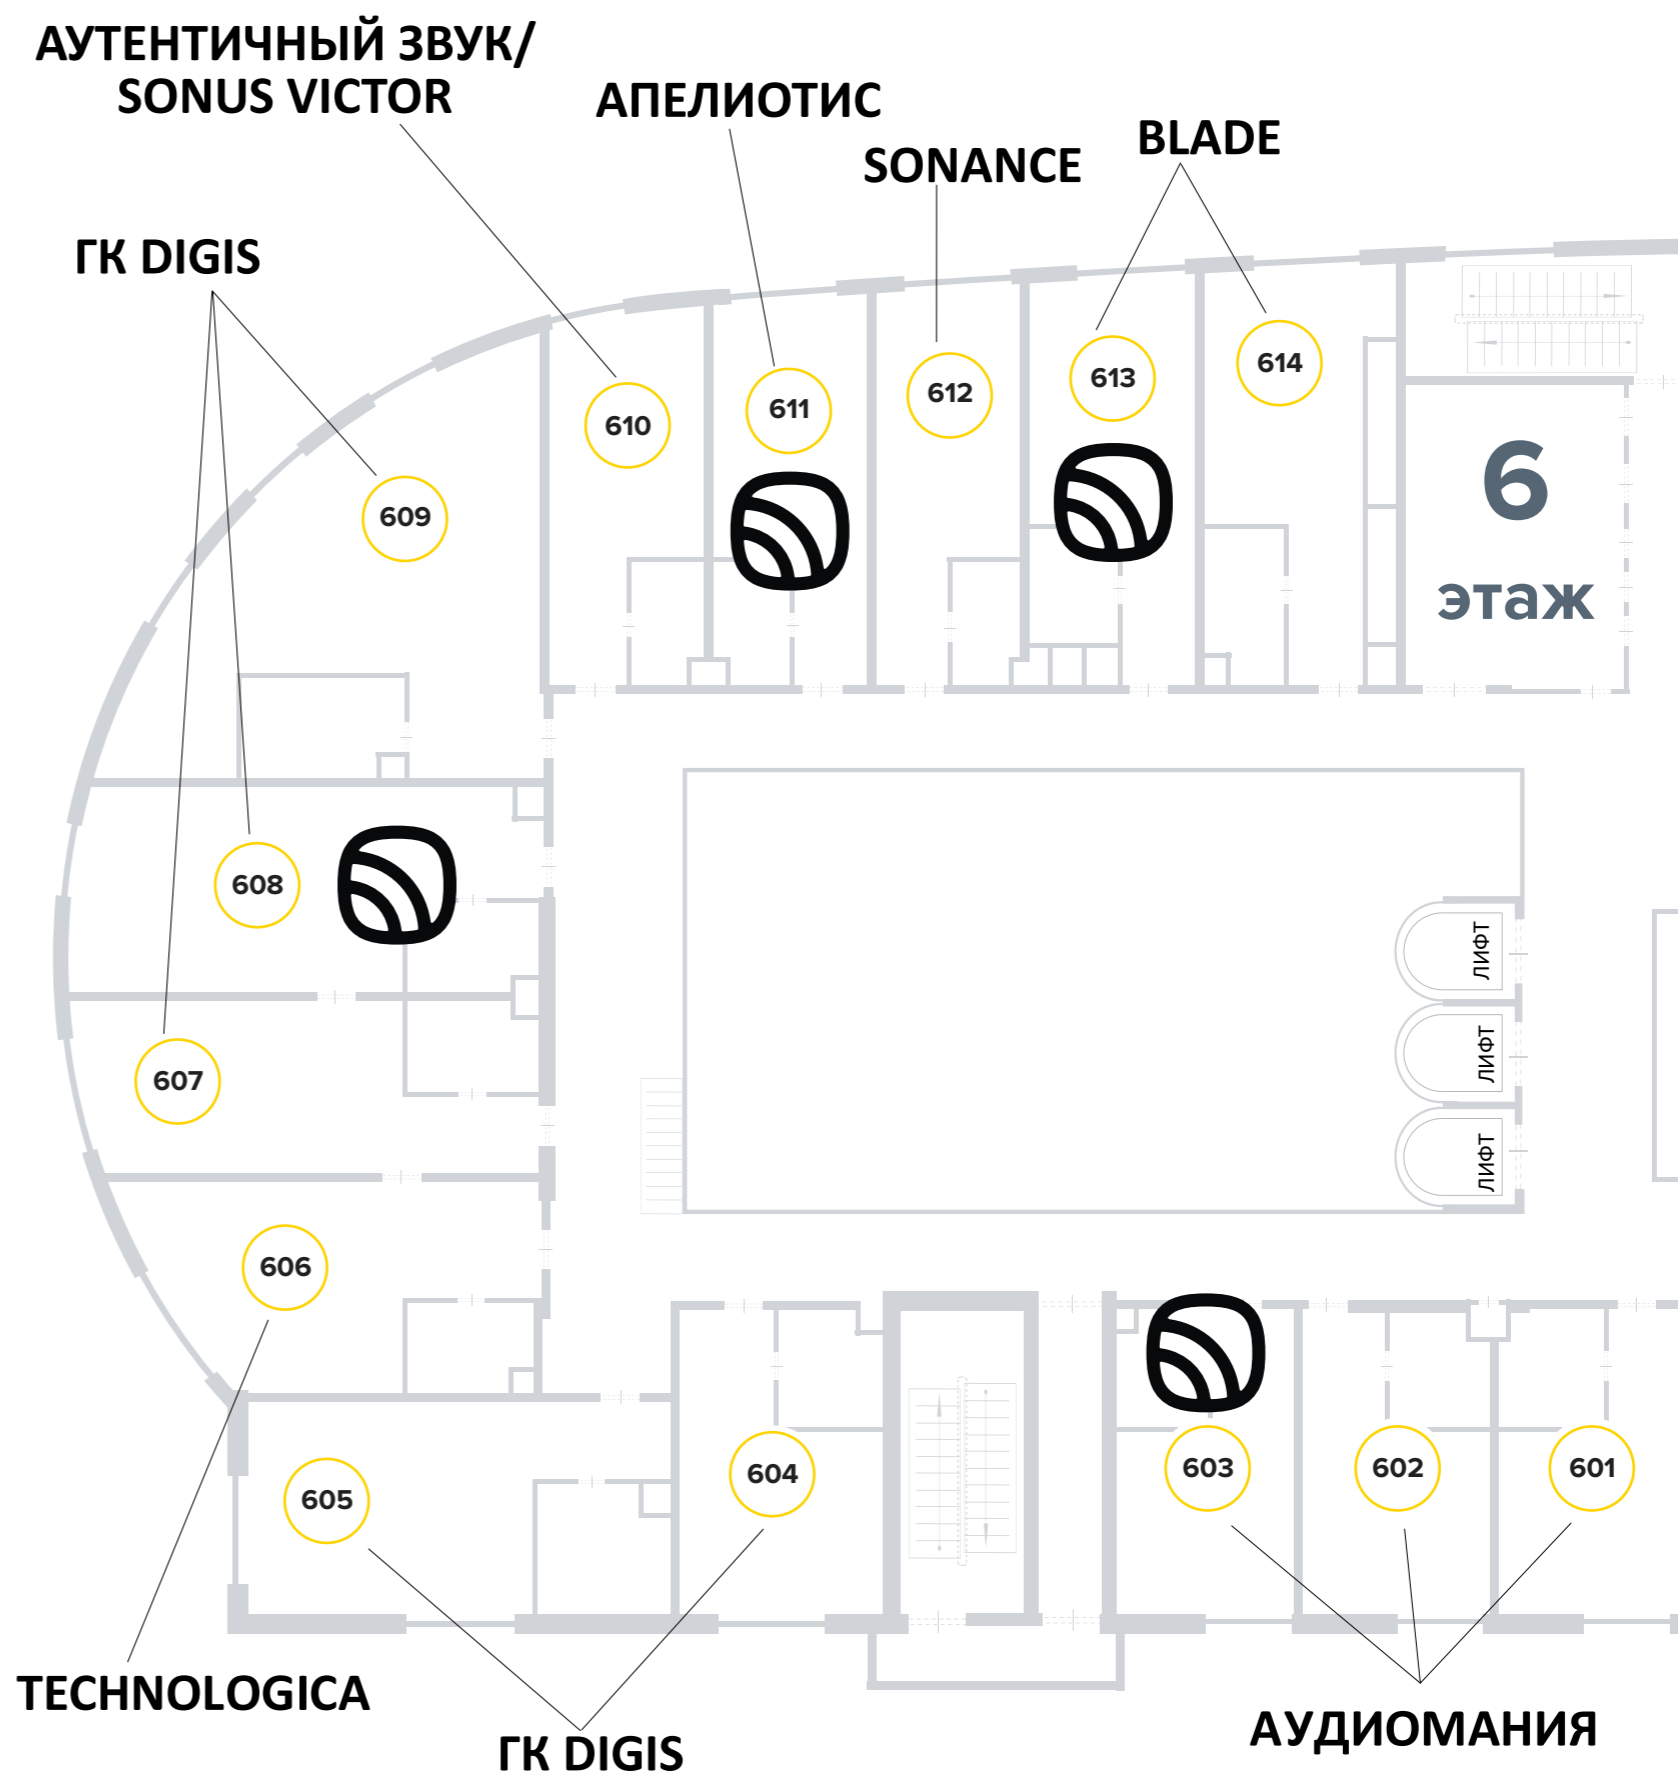 АУТЕНТИЧНЫЙ ЗВУК/
SONUS VICTOR
АПЕЛИОТИС
SONANCE
BLADE
ГК DIGIS
609
610
611
612
613
614
6
этаж
608
607
606
605
604
603
602
601
ЛИФТ
ЛИФТ
ЛИФТ
TECHNOLOGICA
ГК DIGIS
АУДИОМАНИЯ